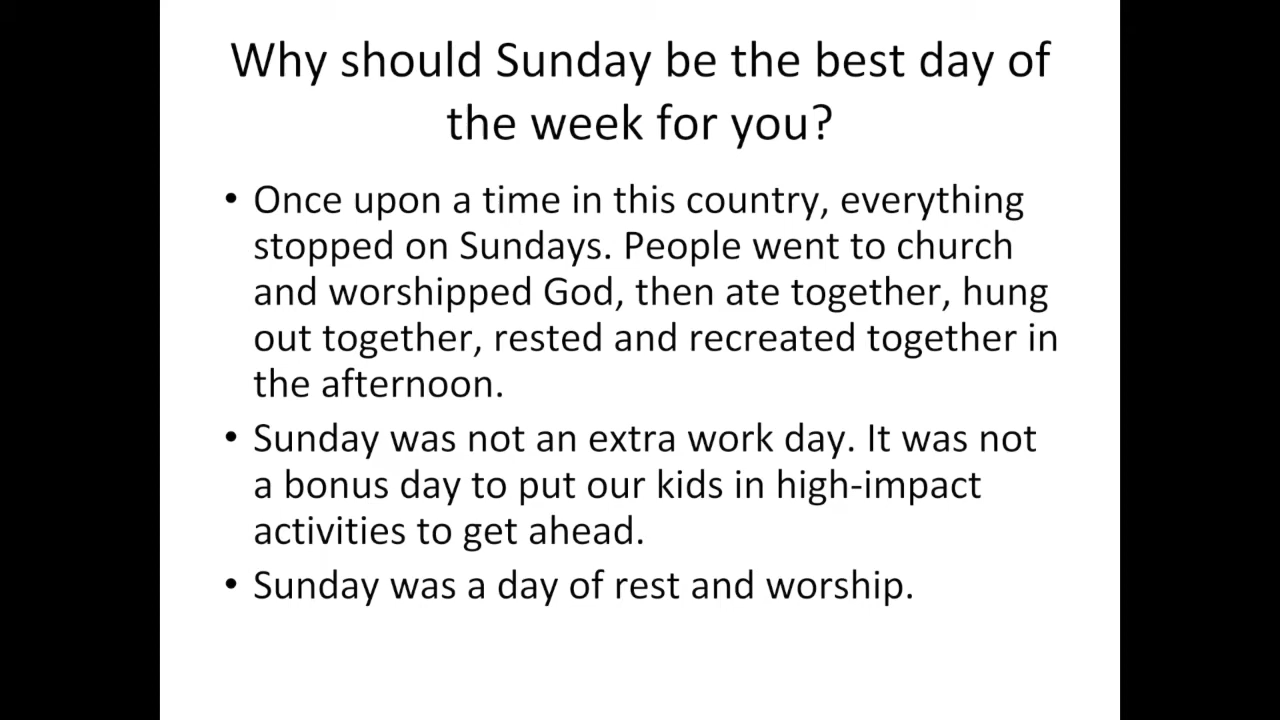 Why should Sunday be the best day of
the week for you?
• Once upon a time in this country, everything
stopped on Sundays. People went to church
and worshipped God, then ate together, hung
out together, rested and recreated together in
the afternoon.
• Sunday was not an extra work day. It was not
a bonus day to put our kids in high-impact
activities to get ahead.
• Sunday was a day of rest and worship.